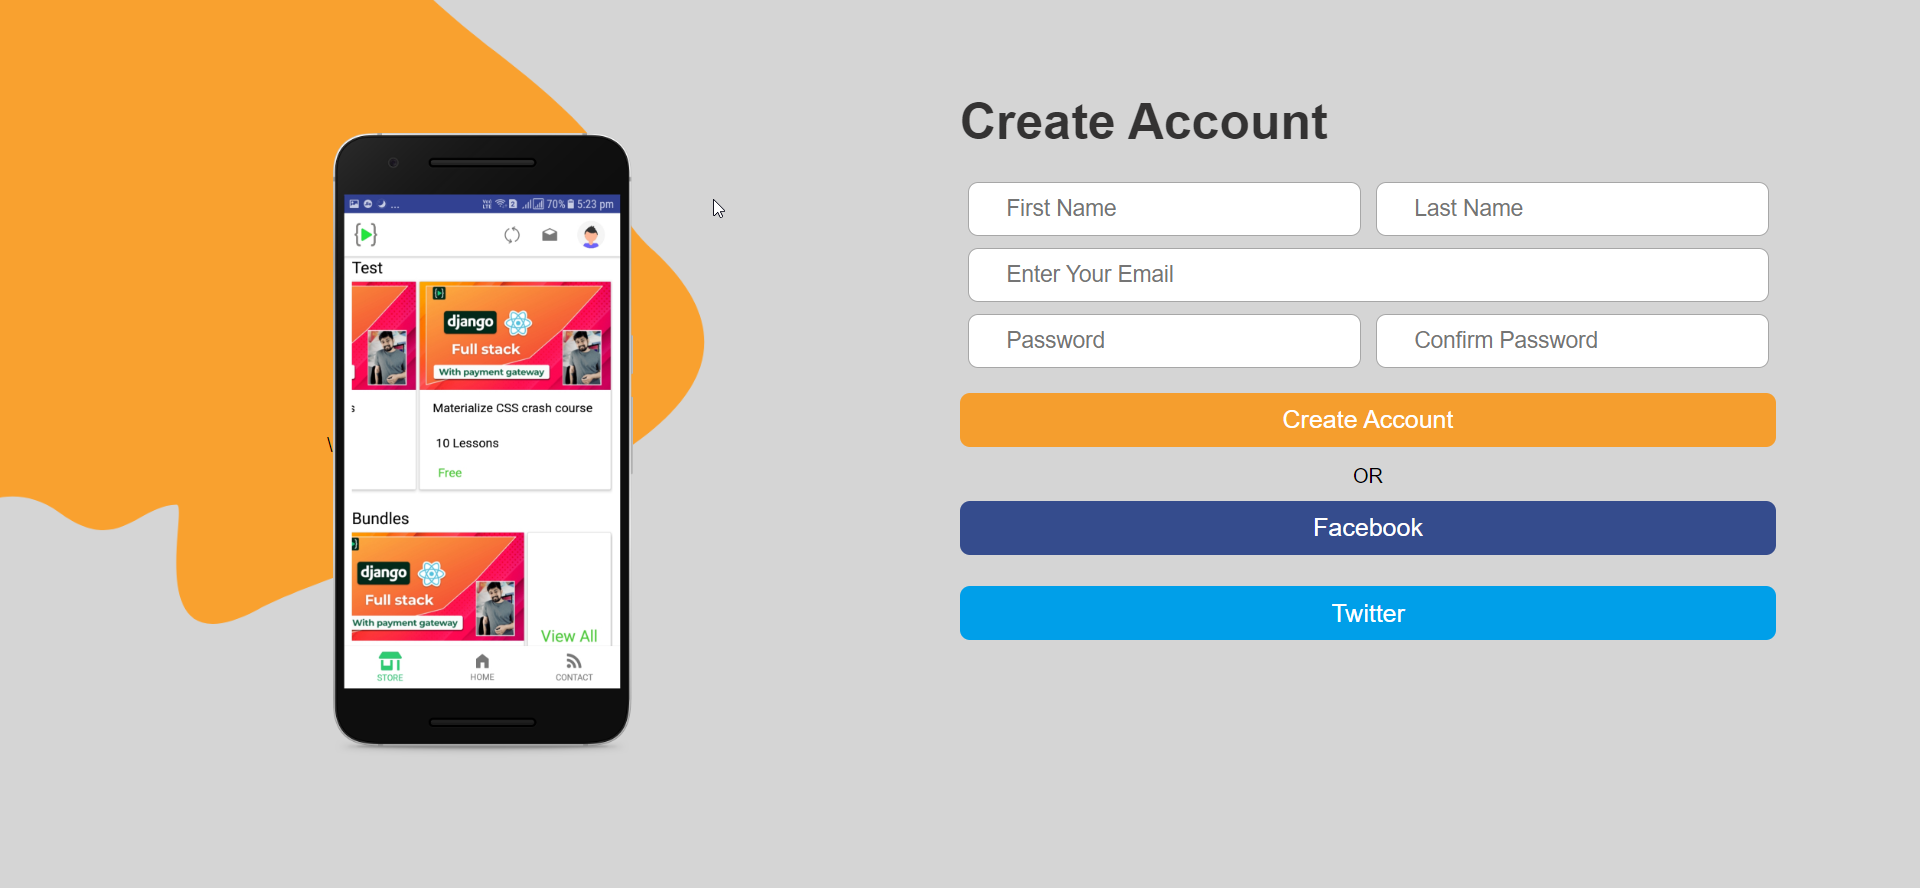 Create Account
First Name Last Name
Enter Your Email
Password Confirm Password
Create Account
OR
Facebook
Twitter
\
... 70% 5:23 pm
Test
django
Full stack
With payment gateway
s
Materialize CSS crash course
10 Lessons
Free
Bundles
django
Full stack
With payment gateway
View All
STORE HOME CONTACT